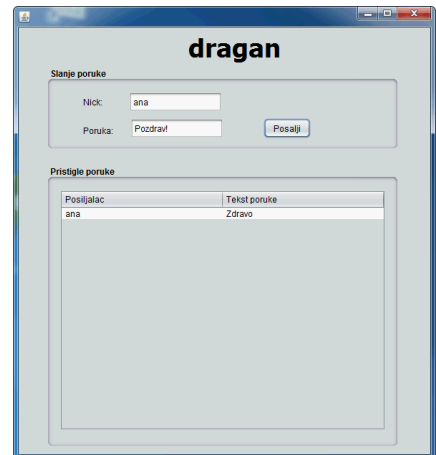 dragan
Slanje poruke
Nick: ana
Poruka: Pozdrav! Posalji
Pristigle poruke
Posiljalac Tekst poruke
ana Zdravo